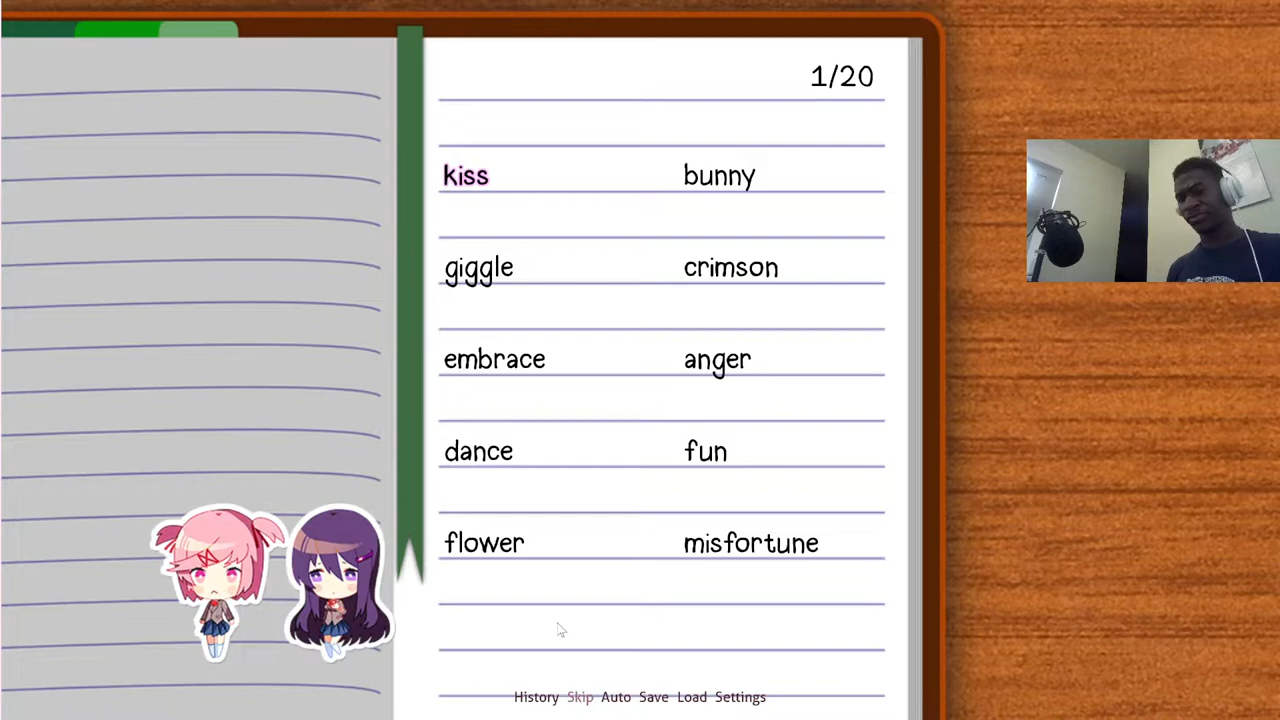 1/20
kiss bunny
giggle crimson
embrace anger
dance fun
flower misfortune
History Skip Auto Save Load Settings